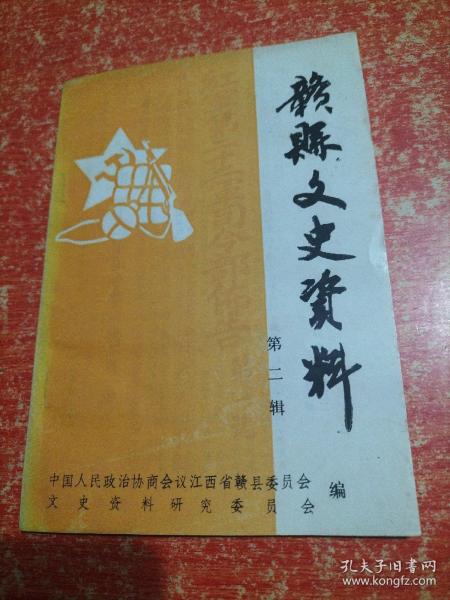 赣县文史资料
第二辑
中国人民政治协商会议江西省赣县委员会
文史资料研究委员会
编
孔夫子旧书网
www.kongfz.com